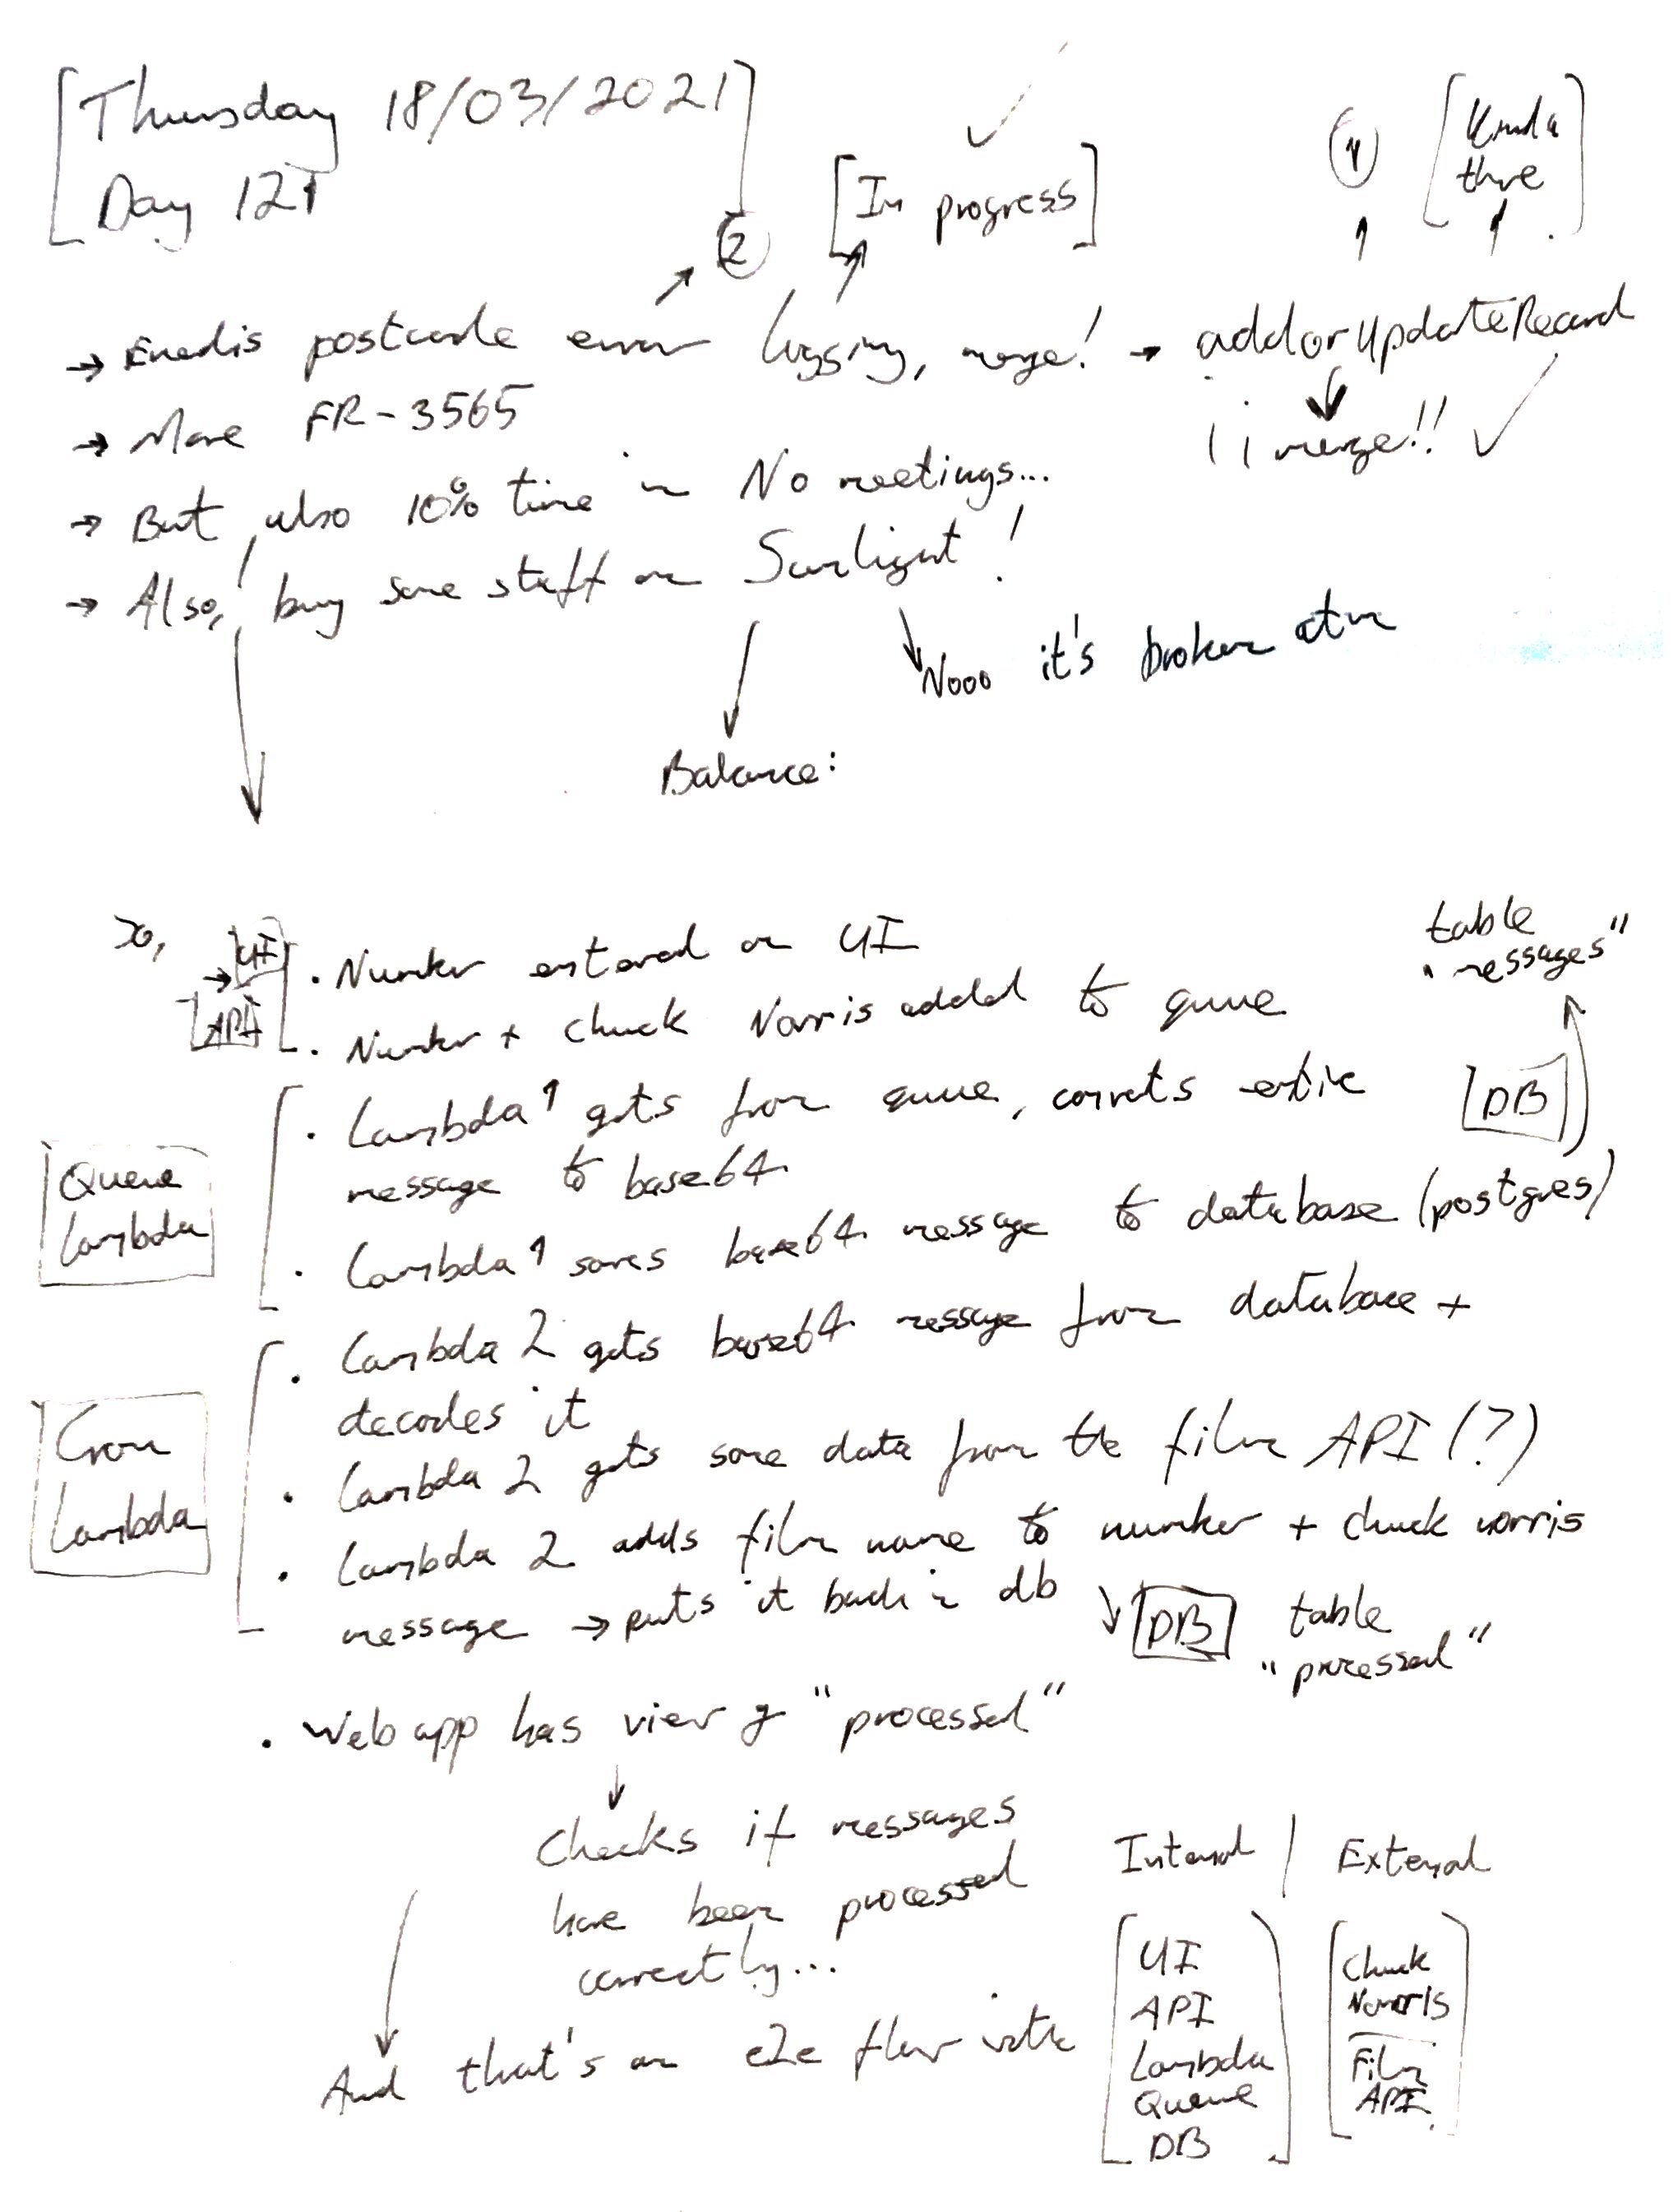 [Thursday 18/03/2021
Day 121]
② [In progress] ✓
① [Kinda there]
→ Enedis postcode error logging, merge! → addOrUpdateRecord
¡¡merge!! ✓
→ More FR-3565
→ But also 10% time in No meetings...
→ Also, buy some stuff on Sunlight!
Nooo it's broken atm
Balance:
So,
→ [UI]
[API]
· Number entered on UI
· Number + Chuck Norris added to queue
table
"messages"
[DB]
[Queue
Lambda]
· Lambda 1 gets from queue, converts entire
message to base64
· Lambda 1 saves base64 message to database (postgres)
[Cron
Lambda]
· Lambda 2 gets base64 message from database +
decodes it
· Lambda 2 gets some data from the film API (?)
· Lambda 2 adds film name to number + chuck norris
message → puts it back in db
[DB] table
"processed"
· Web app has view of "processed"
Checks if messages
have been processed
correctly...
And that's an e2e flow with
Internal | External
UI
API
Lambda
Queue
DB
Chuck
Norris
Film
API